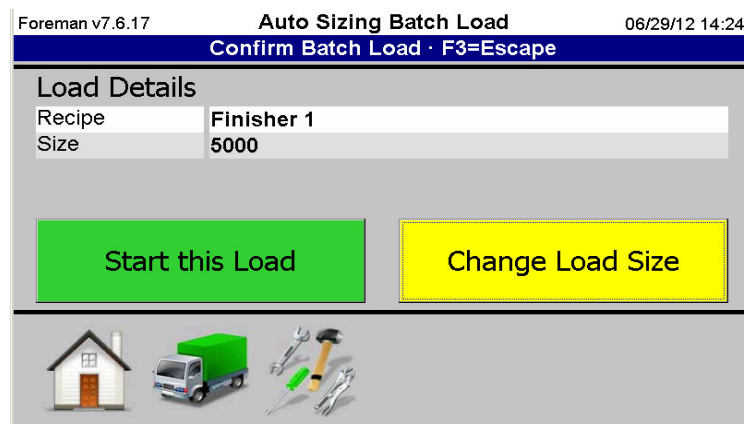 Foreman v7.6.17 Auto Sizing Batch Load 06/29/12 14:24
Confirm Batch Load · F3=Escape
Load Details
Recipe Finisher 1
Size 5000
Start this Load Change Load Size